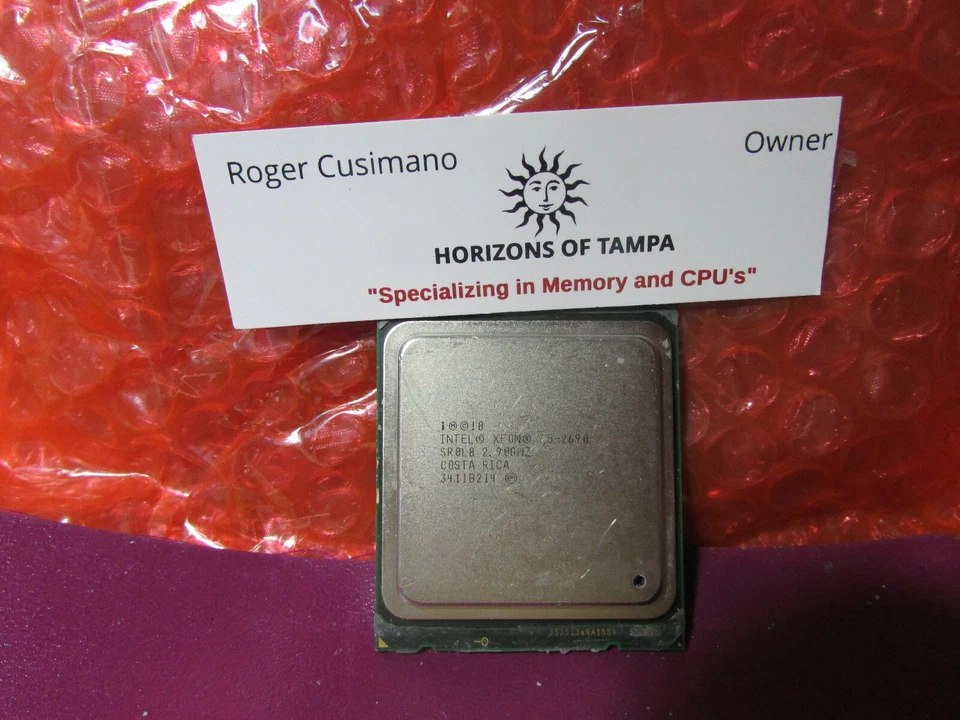 Roger Cusimano
Owner
HORIZONS OF TAMPA
"Specializing in Memory and CPU's"
INTEL® XEON® E5-2690
SR0L0 2.90GHZ
COSTA RICA
3411B214